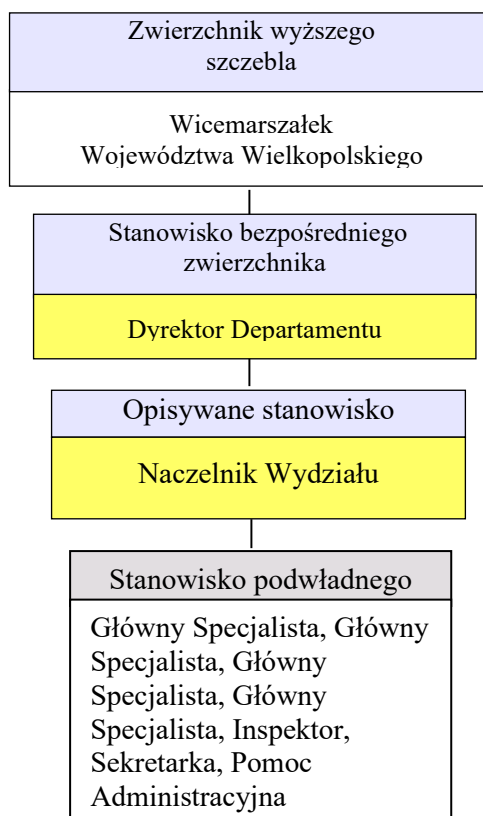 Zwierzchnik wyższego
szczebla
Wicemarszałek
Województwa Wielkopolskiego
Stanowisko bezpośredniego
zwierzchnika
Dyrektor Departamentu
Opisywane stanowisko
Naczelnik Wydziału
Stanowisko podwładnego
Główny Specjalista, Główny
Specjalista, Główny
Specjalista, Główny
Specjalista, Inspektor,
Sekretarka, Pomoc
Administracyjna